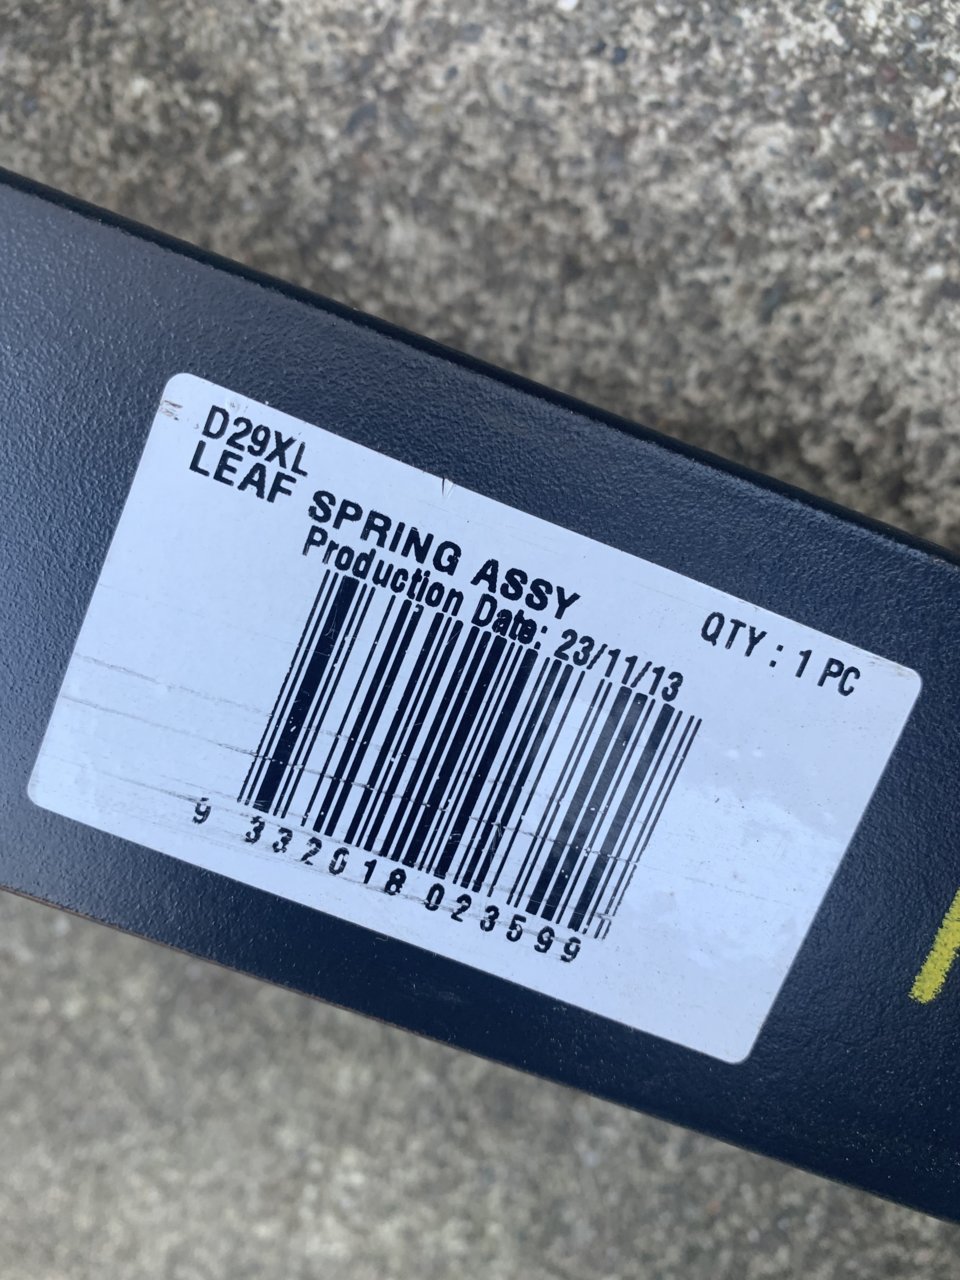 D29XL
LEAF SPRING ASSY
Production Date: 23/11/13
QTY : 1 PC
9 332018 023599